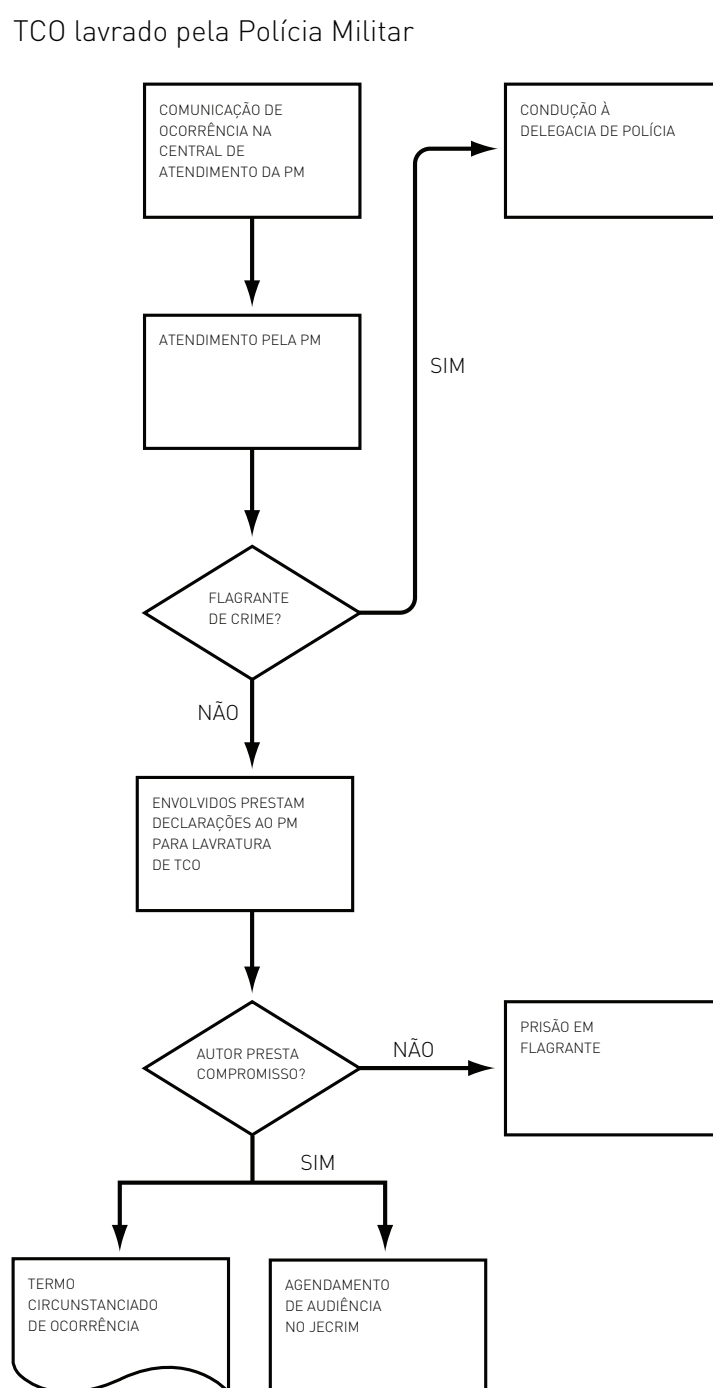 TCO lavrado pela Polícia Militar
COMUNICAÇÃO DE
OCORRÊNCIA NA
CENTRAL DE
ATENDIMENTO DA PM
CONDUÇÃO À
DELEGACIA DE POLÍCIA
ATENDIMENTO PELA PM
SIM
FLAGRANTE
DE CRIME?
NÃO
ENVOLVIDOS PRESTAM
DECLARAÇÕES AO PM
PARA LAVRATURA
DE TCO
AUTOR PRESTA
COMPROMISSO?
NÃO
PRISÃO EM
FLAGRANTE
SIM
TERMO
CIRCUNSTANCIADO
DE OCORRÊNCIA
AGENDAMENTO
DE AUDIÊNCIA
NO JECRIM